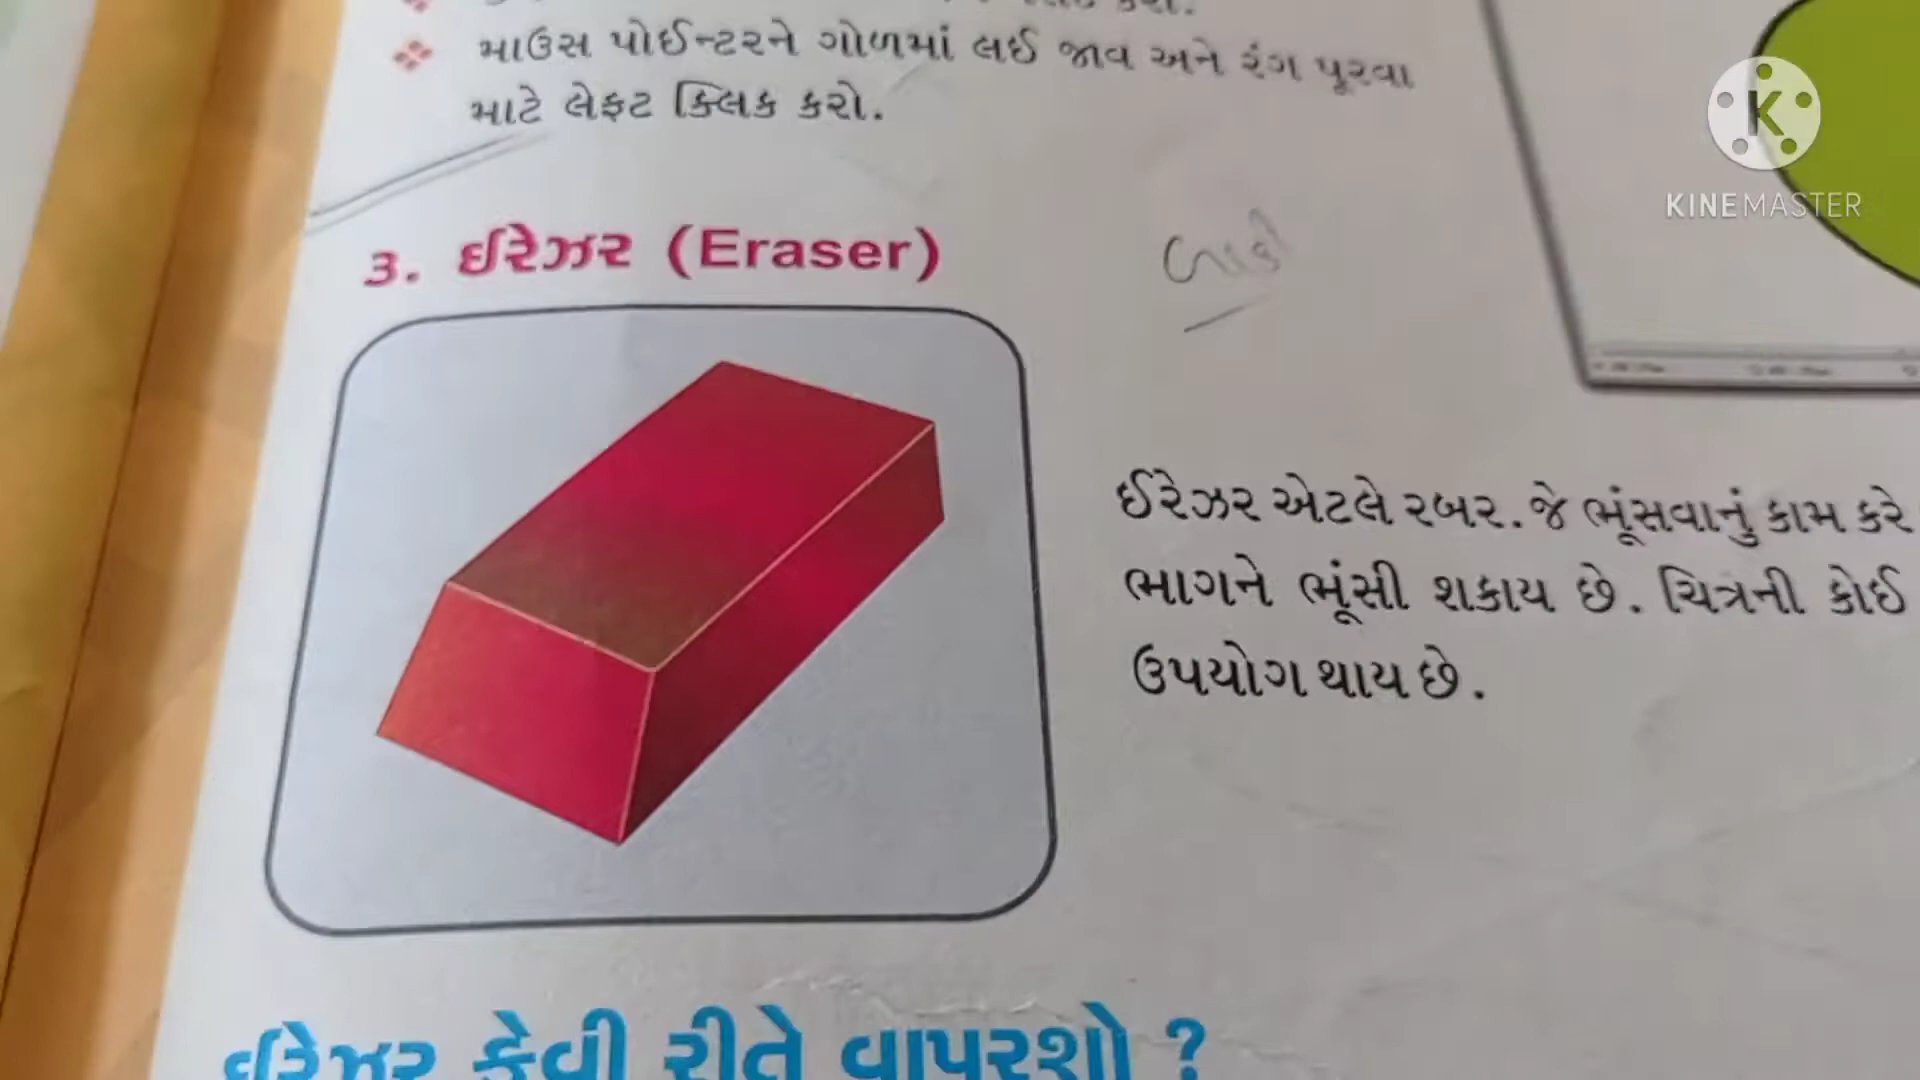 માઉસ પોઈન્ટરને ગોળમાં લઈ જાવ અને રંગ પૂરવા
માટે લેફ્ટ ક્લિક કરો.
KINEMASTER
૩. ઈરેઝર (Eraser)
ઈરેઝર એટલે રબર. જે ભૂંસવાનું કામ કરે
ભાગને ભૂંસી શકાય છે. ચિત્રની કોઈ
ઉપયોગ થાય છે.
ઈરેઝર કેવી રીતે વાપરશો ?